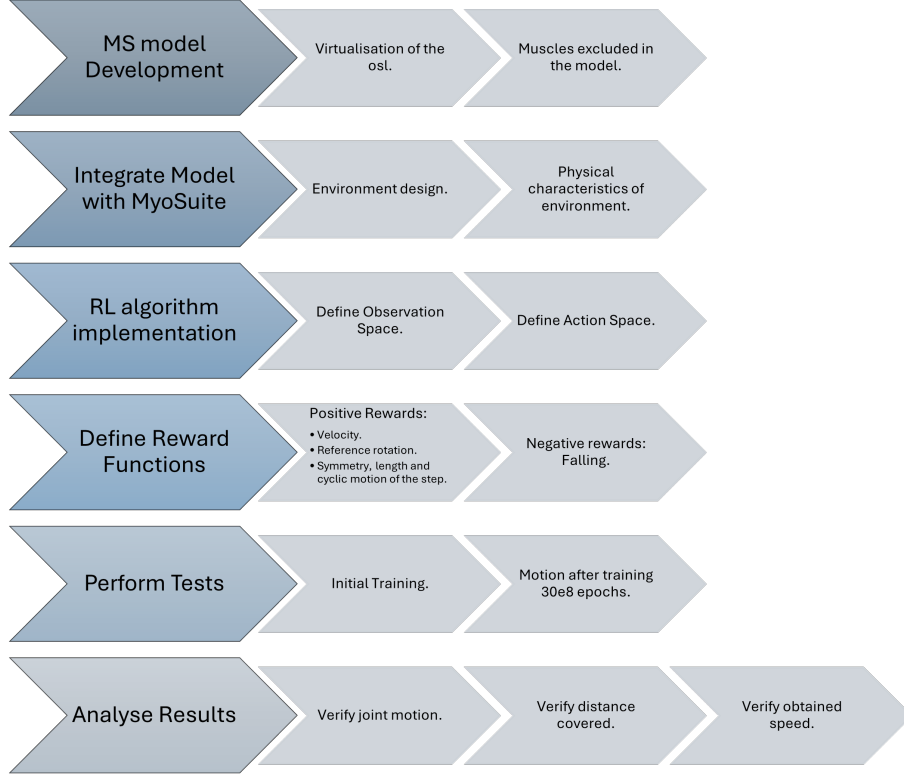 MS model
Development
Virtualisation of the
osl.
Muscles excluded in
the model.
Integrate Model
with MyoSuite
Environment design.
Physical
characteristics of
environment.
RL algorithm
implementation
Define Observation
Space.
Define Action Space.
Define Reward
Functions
Positive Rewards:
• Velocity.
• Reference rotation.
• Symmetry, length and
cyclic motion of the step.
Negative rewards:
Falling.
Perform Tests
Initial Training.
Motion after training
30e8 epochs.
Analyse Results
Verify joint motion.
Verify distance
covered.
Verify obtained
speed.